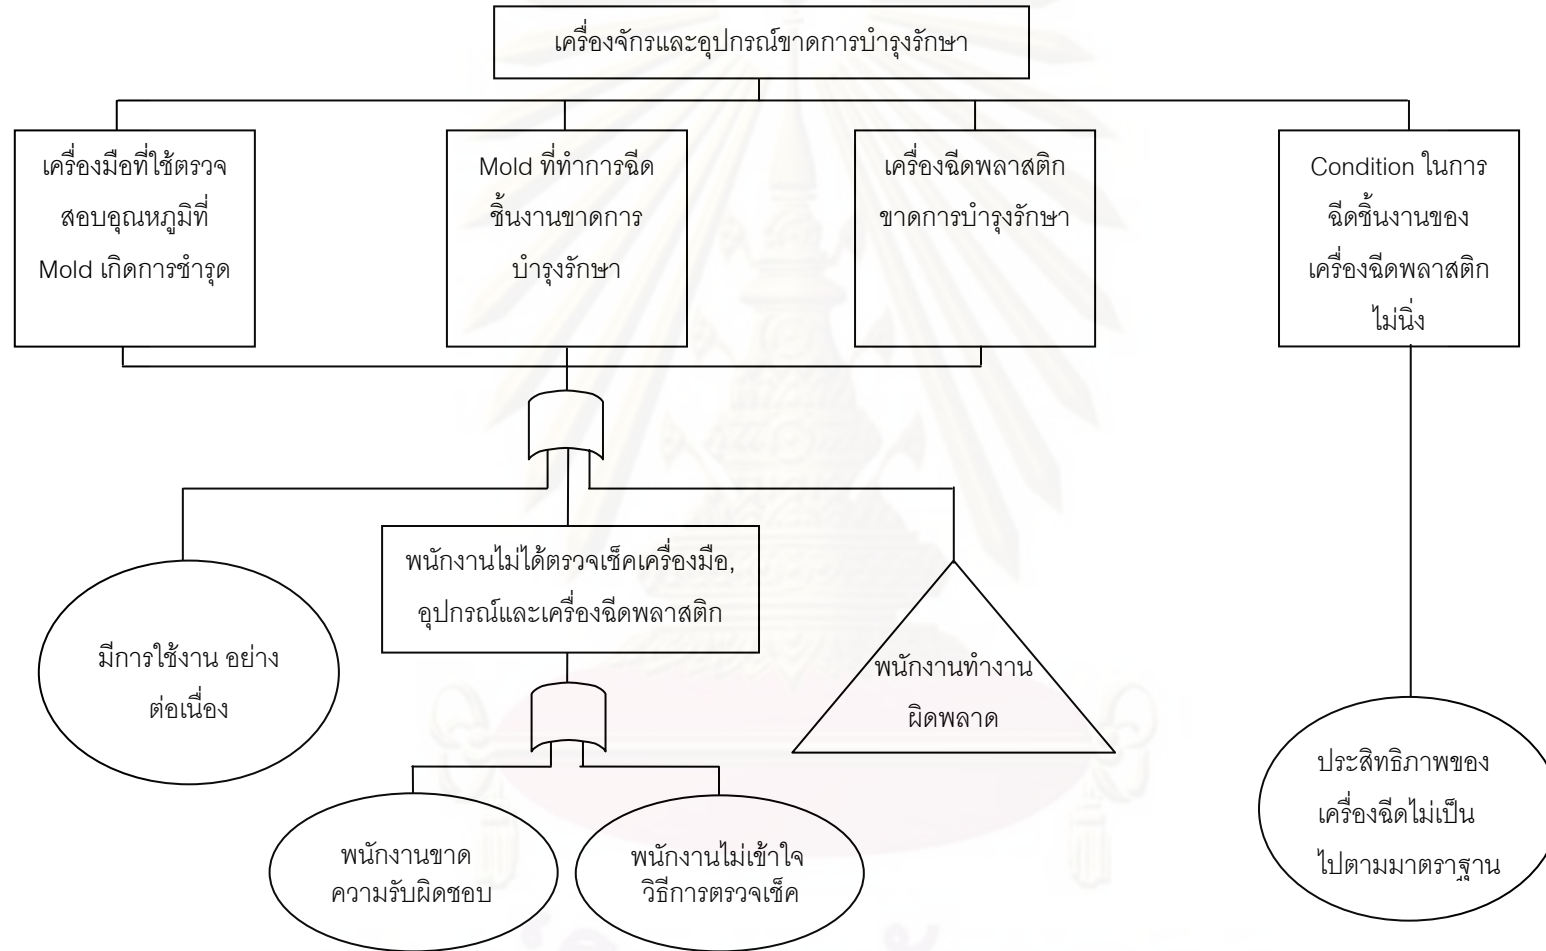 เครื่องจักรและอุปกรณ์ขาดการบำรุงรักษา
เครื่องมือที่ใช้ตรวจ
สอบอุณหภูมิที่
Mold เกิดการชำรุด
Mold ที่ทำการฉีด
ชิ้นงานขาดการ
บำรุงรักษา
เครื่องฉีดพลาสติก
ขาดการบำรุงรักษา
Condition ในการ
ฉีดชิ้นงานของ
เครื่องฉีดพลาสติก
ไม่นิ่ง
มีการใช้งาน อย่าง
ต่อเนื่อง
พนักงานไม่ได้ตรวจเช็คเครื่องมือ,
อุปกรณ์และเครื่องฉีดพลาสติก
พนักงานทำงาน
ผิดพลาด
ประสิทธิภาพของ
เครื่องฉีดไม่เป็น
ไปตามมาตราฐาน
พนักงานขาด
ความรับผิดชอบ
พนักงานไม่เข้าใจ
วิธีการตรวจเช็ค